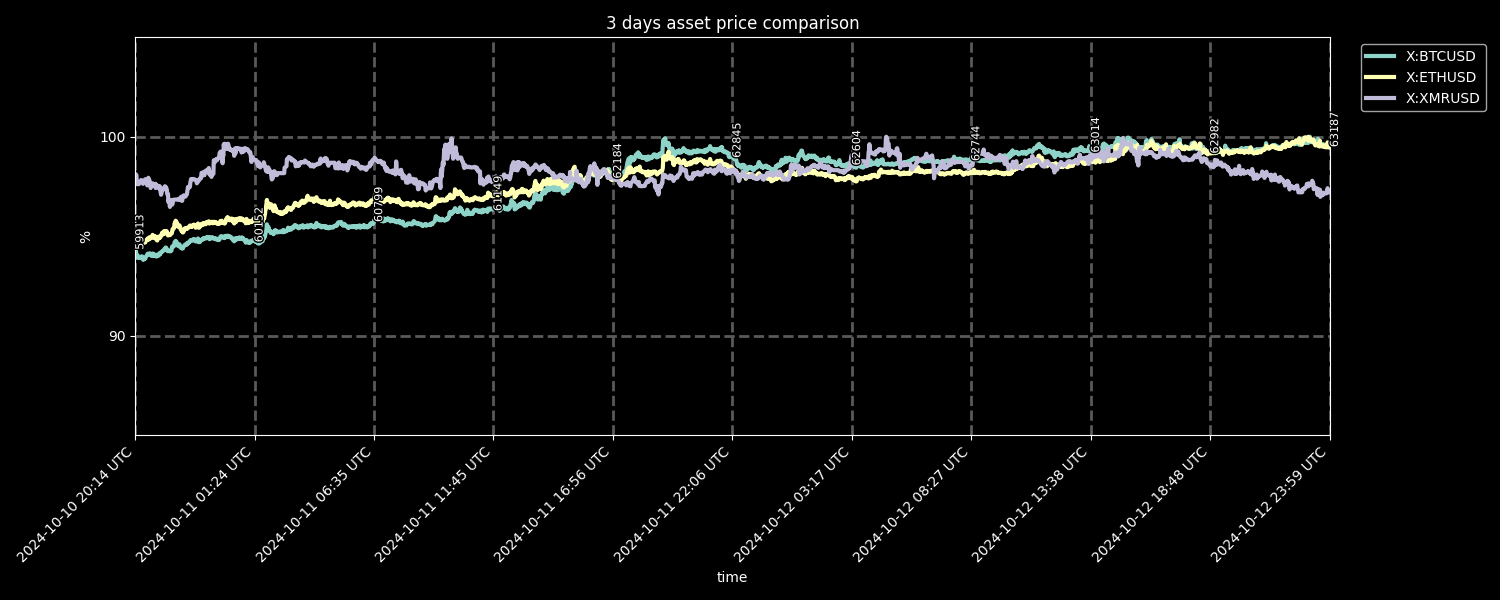 3 days asset price comparison
X:BTCUSD
X:ETHUSD
X:XMRUSD
100
90
%
59913
60152
60799
61149
62184
62845
62604
62744
63014
62982
63187
2024-10-10 20:14 UTC
2024-10-11 01:24 UTC
2024-10-11 06:35 UTC
2024-10-11 11:45 UTC
2024-10-11 16:56 UTC
2024-10-11 22:06 UTC
2024-10-12 03:17 UTC
2024-10-12 08:27 UTC
2024-10-12 13:38 UTC
2024-10-12 18:48 UTC
2024-10-12 23:59 UTC
time